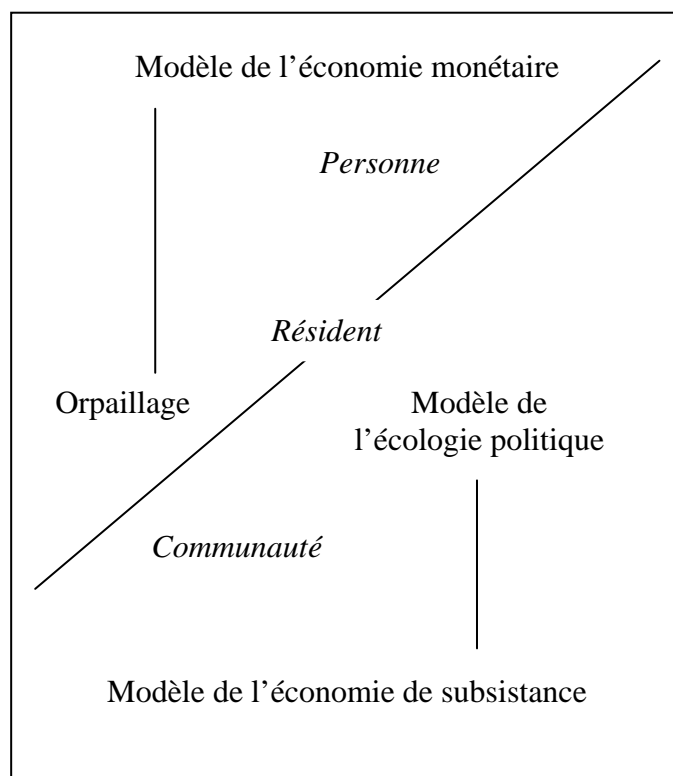 Modèle de l’économie monétaire
Personne
Résident
Orpaillage
Modèle de
l’écologie politique
Communauté
Modèle de l’économie de subsistance